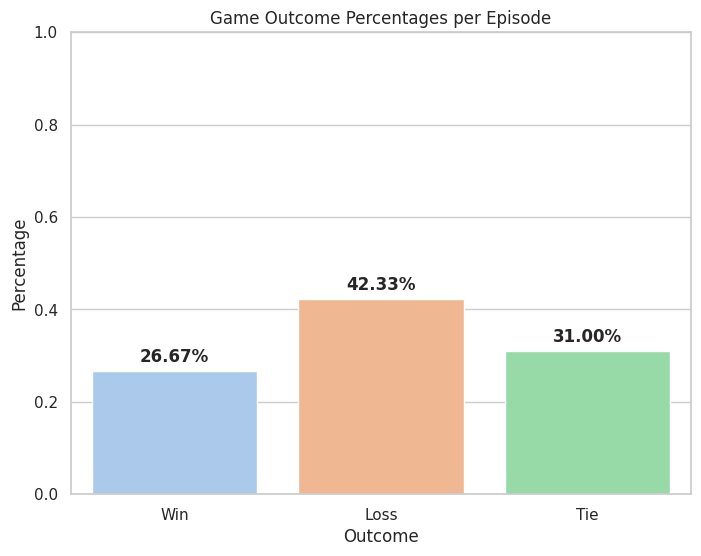 Game Outcome Percentages per Episode
1.0
0.8
0.6
0.4
0.2
0.0
Percentage
26.67%
42.33%
31.00%
Win
Loss
Tie
Outcome